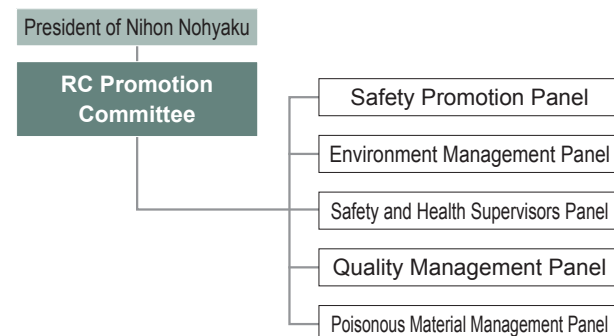 President of Nihon Nohyaku
RC Promotion
Committee
Safety Promotion Panel
Environment Management Panel
Safety and Health Supervisors Panel
Quality Management Panel
Poisonous Material Management Panel